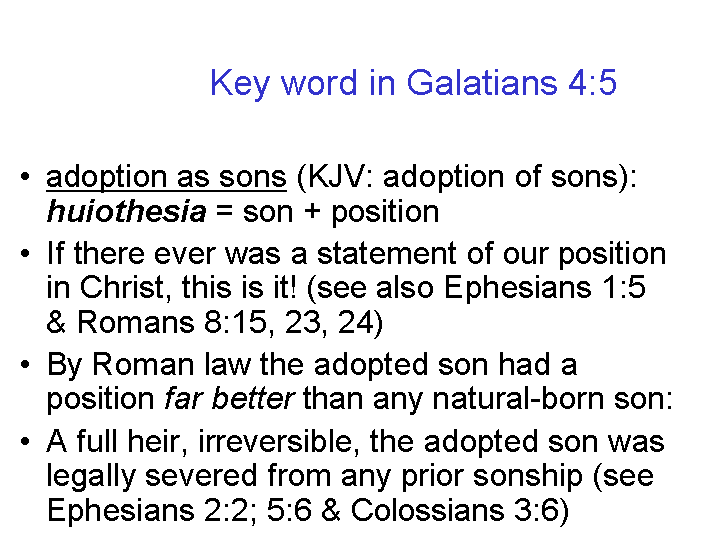 Key word in Galatians 4:5
• adoption as sons (KJV: adoption of sons):
huiothesia = son + position
• If there ever was a statement of our position
in Christ, this is it! (see also Ephesians 1:5
& Romans 8:15, 23, 24)
• By Roman law the adopted son had a
position far better than any natural-born son:
• A full heir, irreversible, the adopted son was
legally severed from any prior sonship (see
Ephesians 2:2; 5:6 & Colossians 3:6)